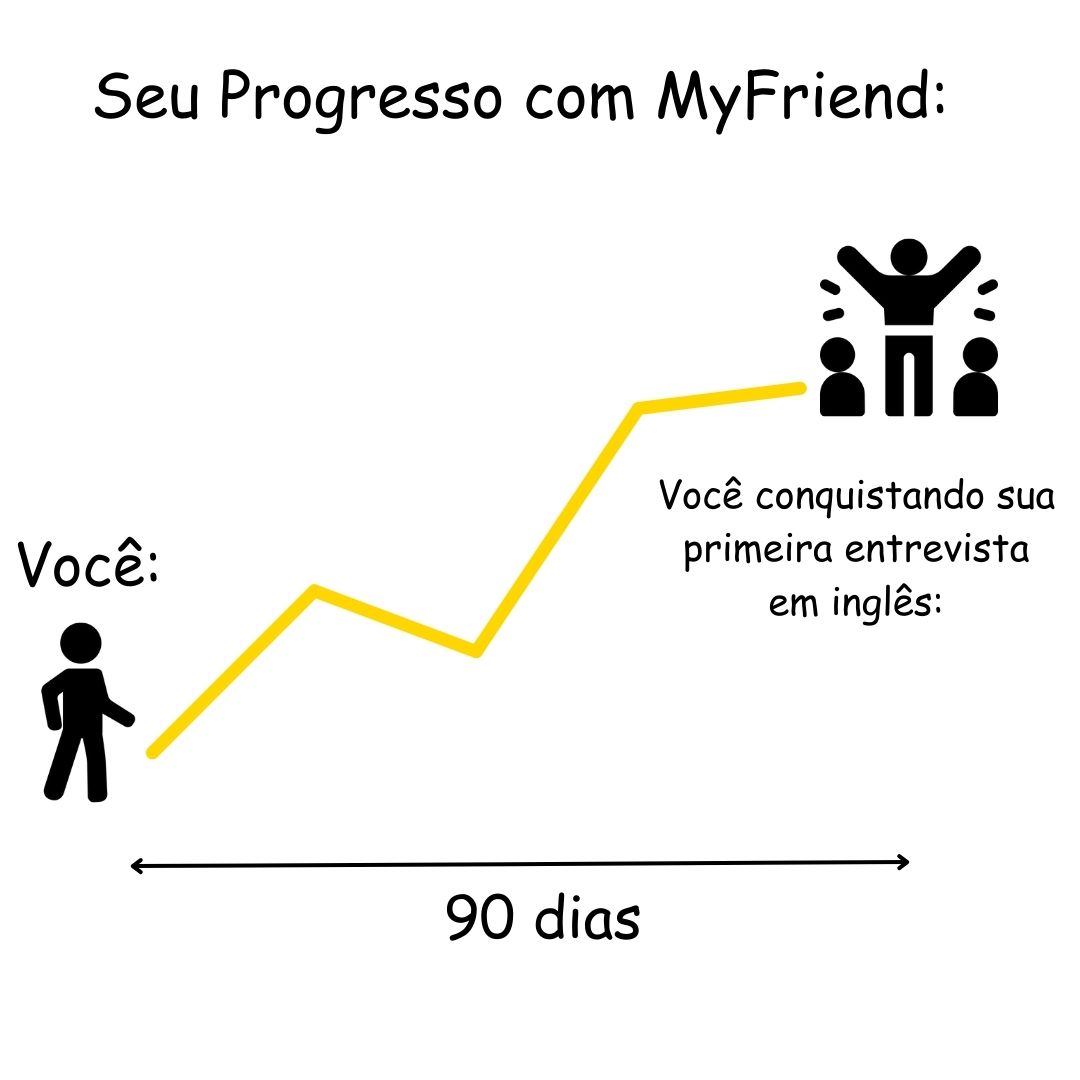 Seu Progresso com MyFriend:
Você:
Você conquistando sua
primeira entrevista
em inglês:
90 dias